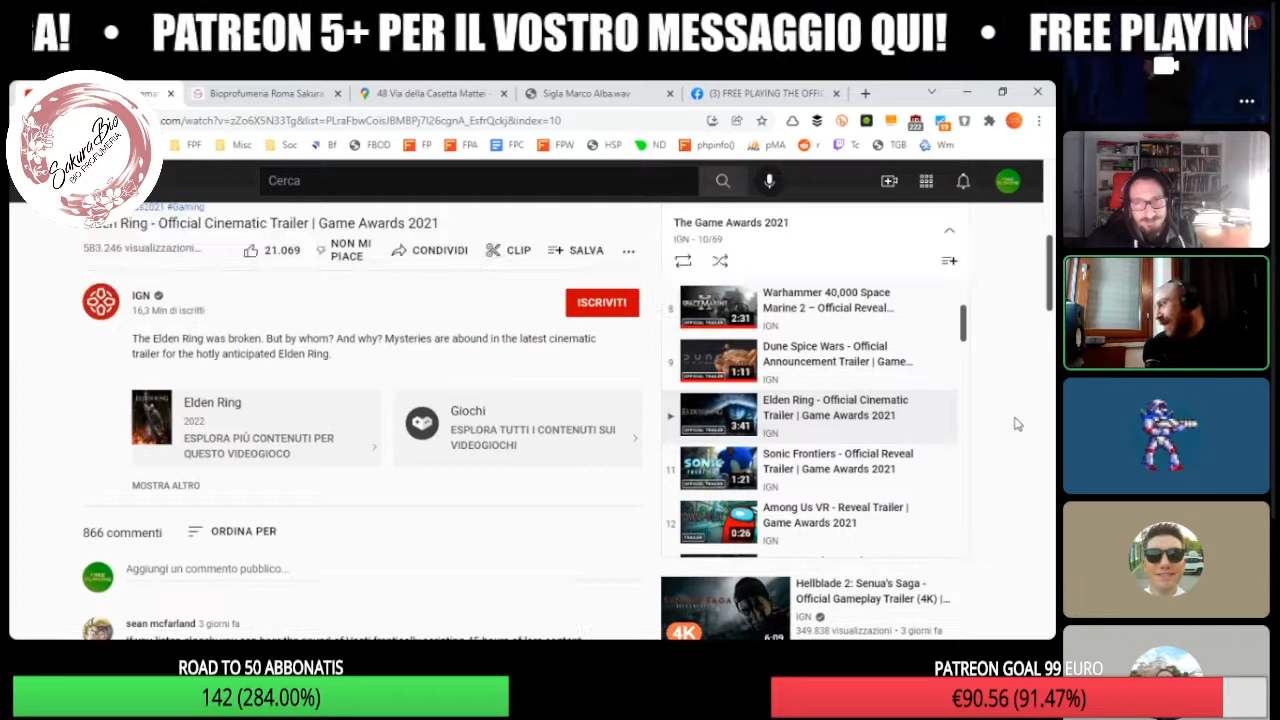 A! • PATREON 5+ PER IL VOSTRO MESSAGGIO QUI! • FREE PLAYIN
Bioprofumeria Roma Sakura
48 Via della Casetta Mattei -
Sigla Marco Alba.wav
(3) FREE PLAYING THE OFFIC
.com/watch?v=zZo6X5N33Tg&list=PLraFbwCoisJBMBPj7I26cgnA_EsfrQckj&index=10
222
19
FPF
Misc
Soc
Bf
FBOD
FP
FPA
FPC
FPW
HSP
ND
phpinfo()
pMA
r
Tc
TGB
Wm
SakuraBio
BIOPROFUMERIA
Cerca
#Gaming
en Ring - Official Cinematic Trailer | Game Awards 2021
583.246 visualizzazioni...
21.069
NON MI
PIACE
CONDIVIDI
CLIP
SALVA
IGN
16,3 Mln di iscritti
ISCRIVITI
The Elden Ring was broken. But by whom? And why? Mysteries are abound in the latest cinematic
trailer for the hotly anticipated Elden Ring.
Elden Ring
2022
ESPLORA PIÙ CONTENUTI PER
QUESTO VIDEOGIOCO
Giochi
ESPLORA TUTTI I CONTENUTI SUI
VIDEOGIOCHI
MOSTRA ALTRO
866 commenti
ORDINA PER
Aggiungi un commento pubblico...
sean mcfarland 3 giorni fa
The Game Awards 2021
IGN - 10/69
8
2:31
Warhammer 40,000 Space
Marine 2 – Official Reveal...
IGN
9
DUNE
1:11
Dune Spice Wars - Official
Announcement Trailer | Game...
IGN
ELDEN RING
3:41
Elden Ring - Official Cinematic
Trailer | Game Awards 2021
IGN
11
SONIC
1:21
Sonic Frontiers - Official Reveal
Trailer | Game Awards 2021
IGN
12
0:26
Among Us VR - Reveal Trailer |
Game Awards 2021
IGN
4K
6:09
Hellblade 2: Senua's Saga -
Official Gameplay Trailer (4K) |...
IGN
349.838 visualizzazioni • 3 giorni fa
ROAD TO 50 ABBONATIS
142 (284.00%)
PATREON GOAL 99 EURO
€90.56 (91.47%)